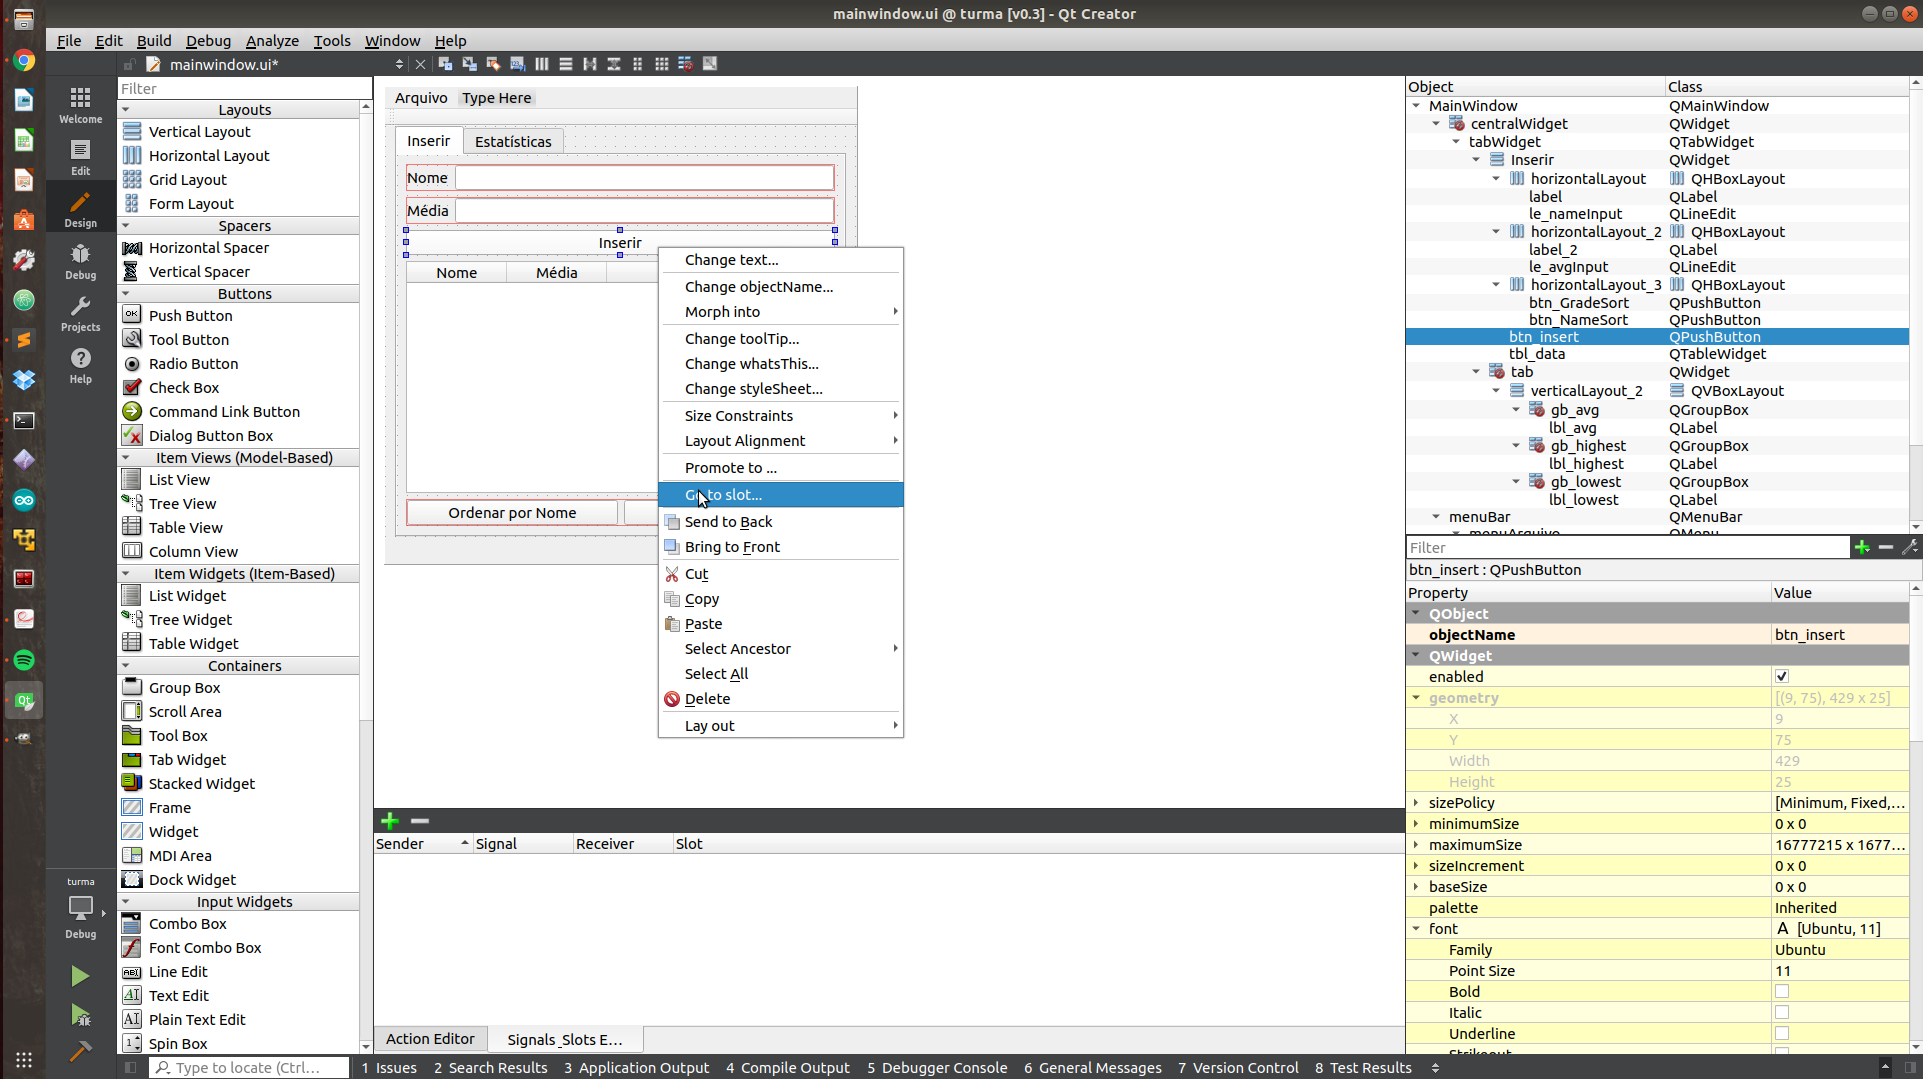 mainwindow.ui @ turma [v0.3] - Qt Creator
File Edit Build Debug Analyze Tools Window Help
mainwindow.ui*
Welcome
Edit
Design
Debug
Projects
Help
turma
Debug
Filter
Layouts
Vertical Layout
Horizontal Layout
Grid Layout
Form Layout
Spacers
Horizontal Spacer
Vertical Spacer
Buttons
Push Button
Tool Button
Radio Button
Check Box
Command Link Button
Dialog Button Box
Item Views (Model-Based)
List View
Tree View
Table View
Column View
Item Widgets (Item-Based)
List Widget
Tree Widget
Table Widget
Containers
Group Box
Scroll Area
Tool Box
Tab Widget
Stacked Widget
Frame
Widget
MDI Area
Dock Widget
Input Widgets
Combo Box
Font Combo Box
Line Edit
Text Edit
Plain Text Edit
Spin Box
Arquivo Type Here
Inserir Estatísticas
Nome
Média
Inserir
Nome Média
Ordenar por Nome
Change text...
Change objectName...
Morph into
Change toolTip...
Change whatsThis...
Change styleSheet...
Size Constraints
Layout Alignment
Promote to ...
Go to slot...
Send to Back
Bring to Front
Cut
Copy
Paste
Select Ancestor
Select All
Delete
Lay out
Sender Signal Receiver Slot
Action Editor Signals _Slots E...
Object Class
MainWindow QMainWindow
centralWidget QWidget
tabWidget QTabWidget
Inserir QWidget
horizontalLayout QHBoxLayout
label QLabel
le_nameInput QLineEdit
horizontalLayout_2 QHBoxLayout
label_2 QLabel
le_avgInput QLineEdit
horizontalLayout_3 QHBoxLayout
btn_GradeSort QPushButton
btn_NameSort QPushButton
btn_insert QPushButton
tbl_data QTableWidget
tab QWidget
verticalLayout_2 QVBoxLayout
gb_avg QGroupBox
lbl_avg QLabel
gb_highest QGroupBox
lbl_highest QLabel
gb_lowest QGroupBox
lbl_lowest QLabel
menuBar QMenuBar
menuArquivo QMenu
Filter
btn_insert : QPushButton
Property Value
QObject
objectName btn_insert
QWidget
enabled
geometry [(9, 75), 429 x 25]
X 9
Y 75
Width 429
Height 25
sizePolicy [Minimum, Fixed,...
minimumSize 0 x 0
maximumSize 16777215 x 1677...
sizeIncrement 0 x 0
baseSize 0 x 0
palette Inherited
font A [Ubuntu, 11]
Family Ubuntu
Point Size 11
Bold
Italic
Underline
Strikeout
Type to locate (Ctrl... 1 Issues 2 Search Results 3 Application Output 4 Compile Output 5 Debugger Console 6 General Messages 7 Version Control 8 Test Results